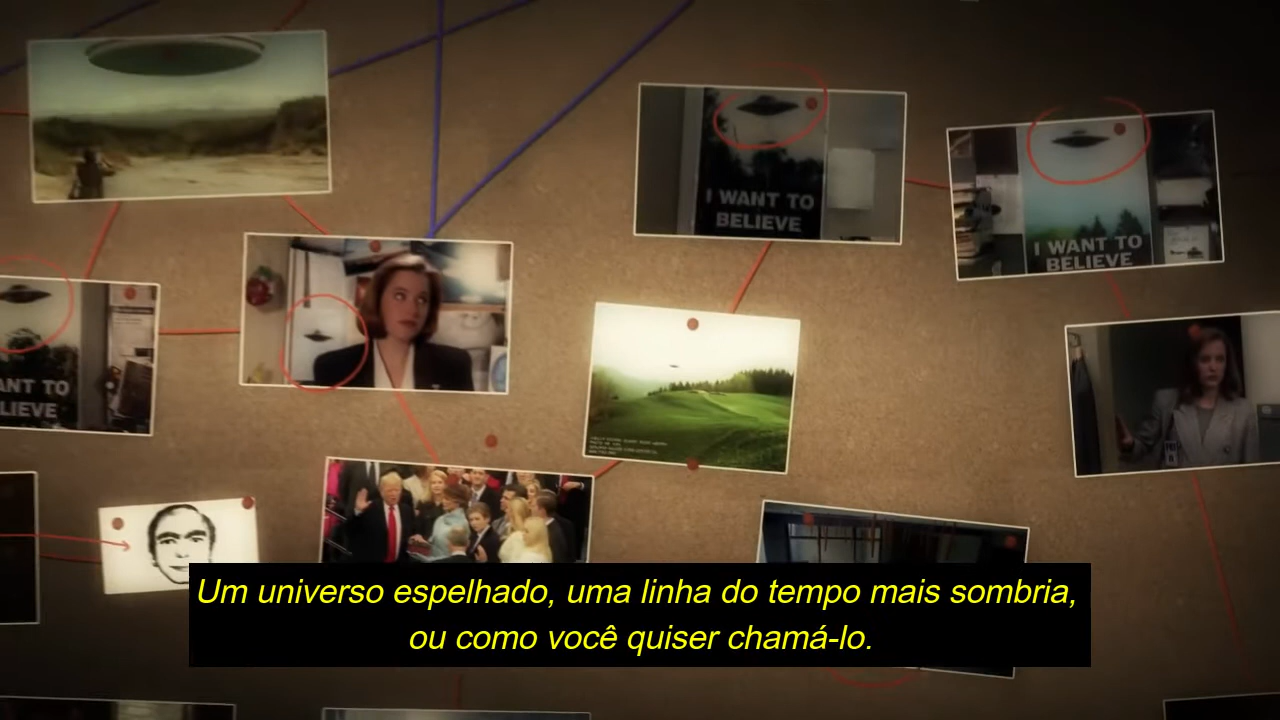 I WANT TO
BELIEVE
I WANT TO
BELIEVE
ANT TO
LIEVE
Um universo espelhado, uma linha do tempo mais sombria,
ou como você quiser chamá-lo.